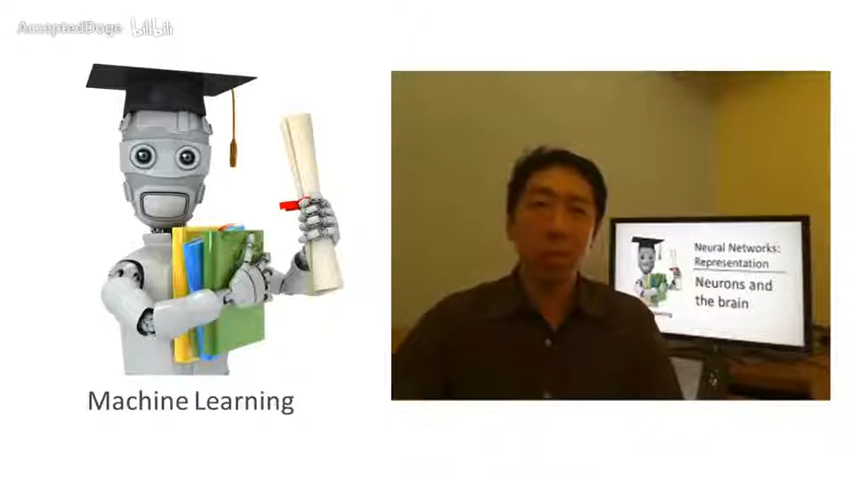 AcceptedDoge bilibili
Machine Learning
Neural Networks:
Representation
Neurons and
the brain